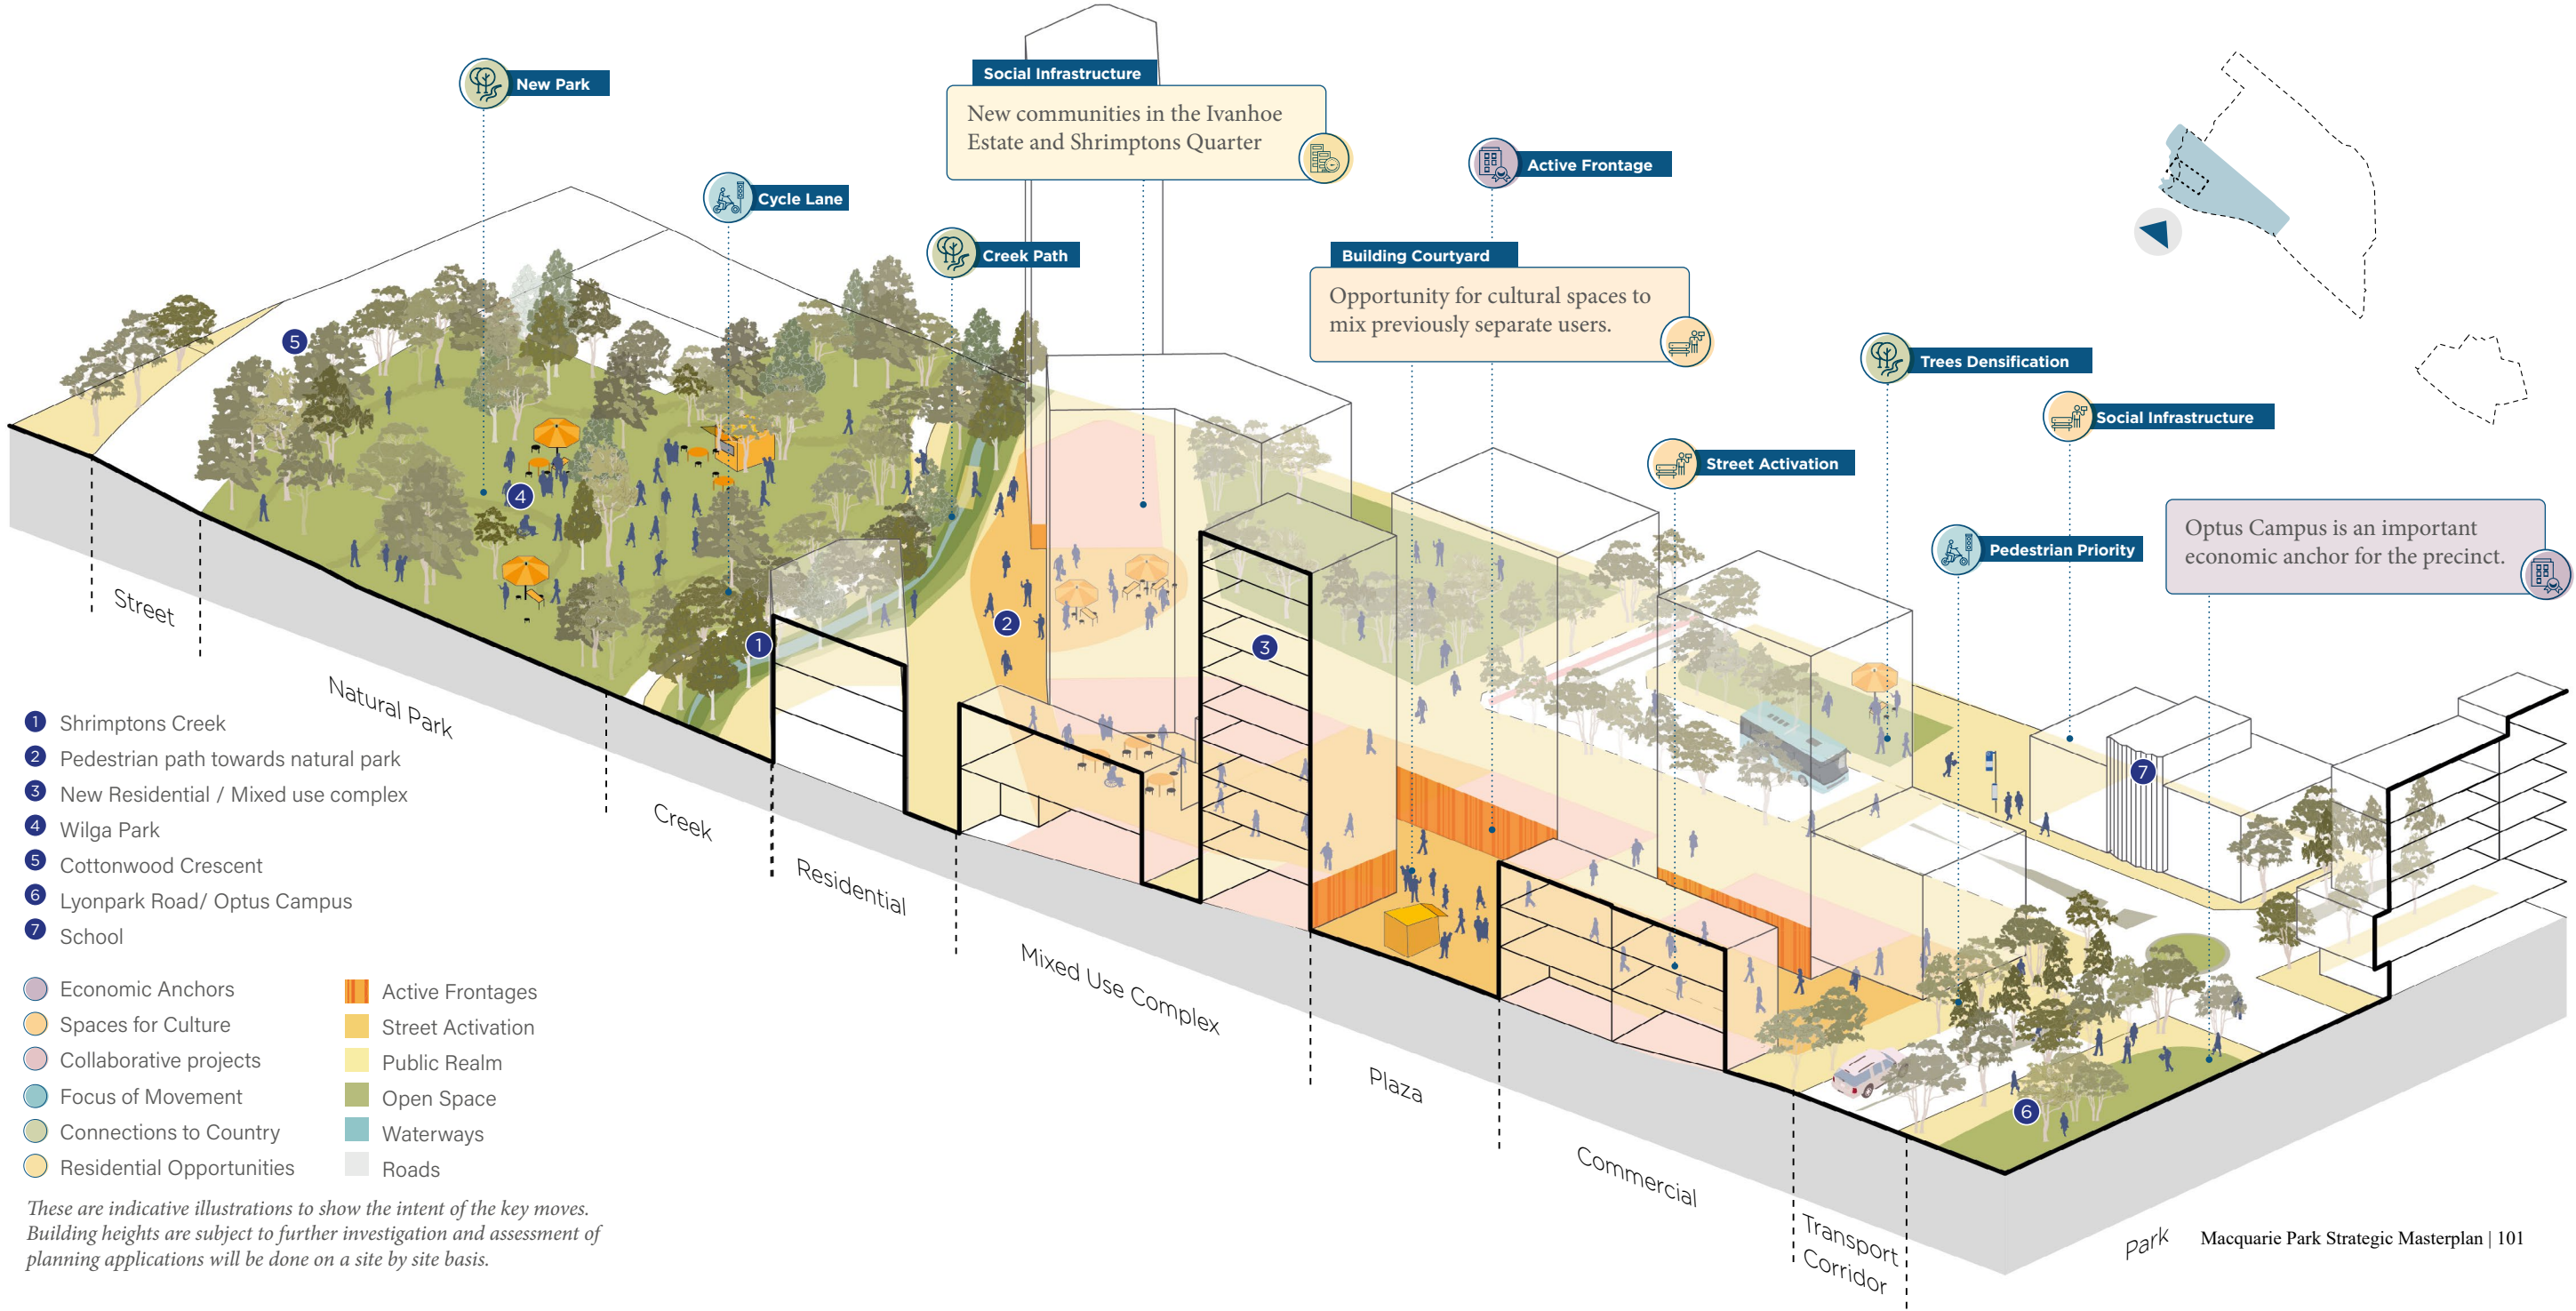 New Park
Social Infrastructure
New communities in the Ivanhoe
Estate and Shrimptons Quarter
Cycle Lane
Creek Path
Active Frontage
Building Courtyard
Opportunity for cultural spaces to
mix previously separate users.
Trees Densification
Social Infrastructure
Street Activation
Pedestrian Priority
Optus Campus is an important
economic anchor for the precinct.
5
4
1
2
3
7
6
Street
Natural Park
Creek
Residential
Mixed Use Complex
Plaza
Commercial
Transport
Corridor
Park
1 Shrimptons Creek
2 Pedestrian path towards natural park
3 New Residential / Mixed use complex
4 Wilga Park
5 Cottonwood Crescent
6 Lyonpark Road/ Optus Campus
7 School
Economic Anchors
Spaces for Culture
Collaborative projects
Focus of Movement
Connections to Country
Residential Opportunities
Active Frontages
Street Activation
Public Realm
Open Space
Waterways
Roads
These are indicative illustrations to show the intent of the key moves.
Building heights are subject to further investigation and assessment of
planning applications will be done on a site by site basis.
Macquarie Park Strategic Masterplan | 101